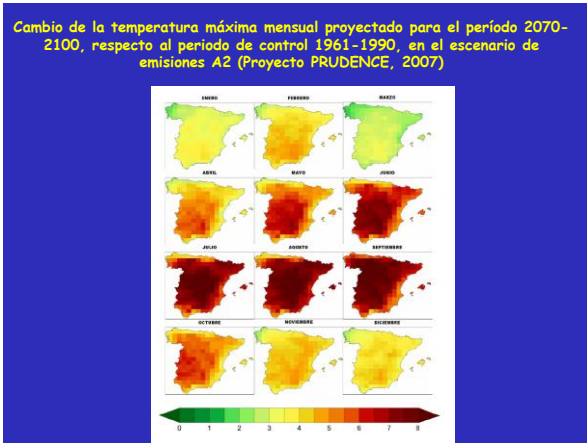 Cambio de la temperatura máxima mensual proyectado para el período 2070-
2100, respecto al periodo de control 1961-1990, en el escenario de
emisiones A2 (Proyecto PRUDENCE, 2007)
ENERO FEBRERO MARZO
ABRIL MAYO JUNIO
JULIO AGOSTO SEPTIEMBRE
OCTUBRE NOVIEMBRE DICIEMBRE
0 1 2 3 4 5 6 7 8